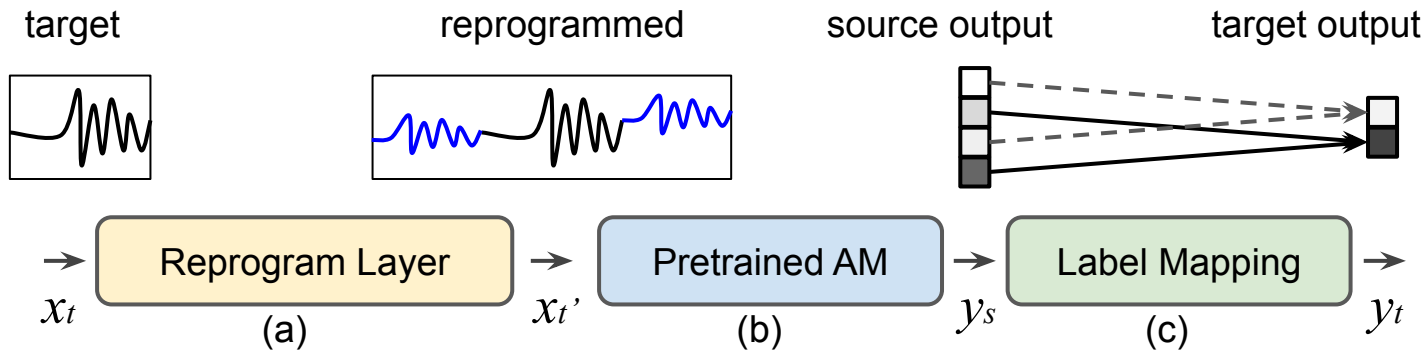 target reprogrammed source output target output
Reprogram Layer Pretrained AM Label Mapping
xt xt’ ys yt
(a) (b) (c)